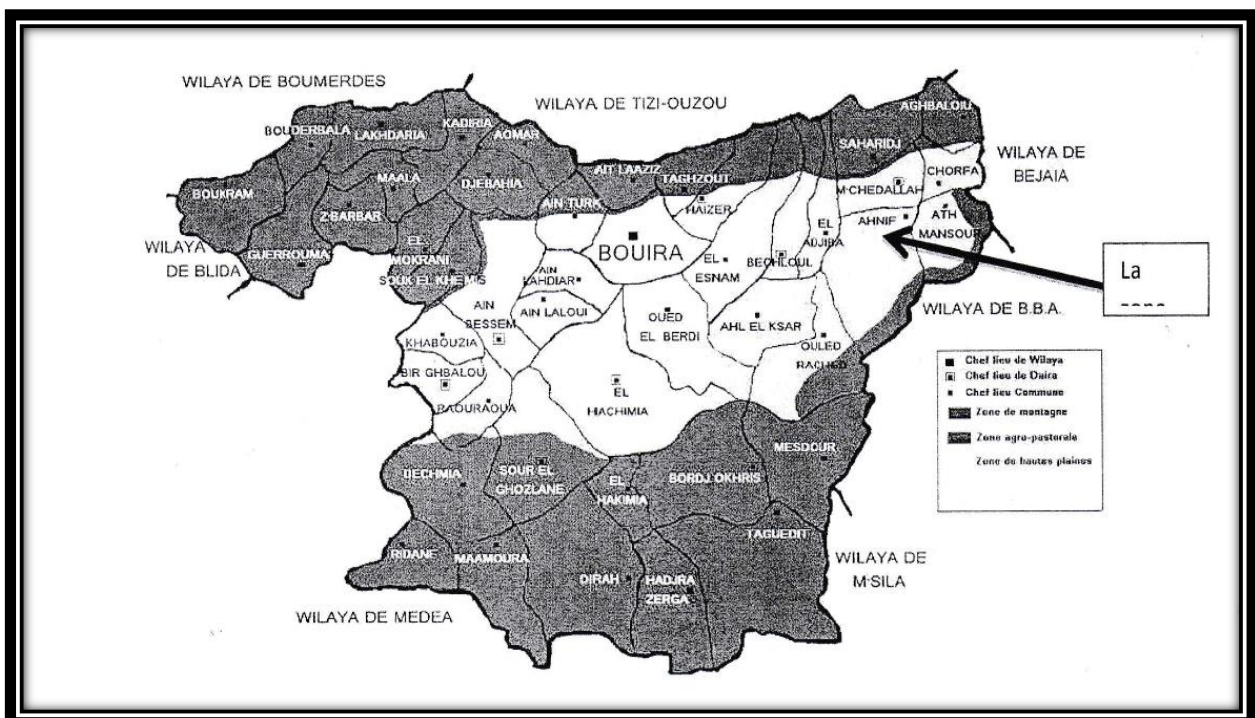 WILAYA DE BOUMERDES
WILAYA DE TIZI-OUZOU
AGHBALOIU
KADIRIA
BOUDERBALA
LAKHDARIA
AOMAR
SAHARIDJ
WILAYA DE
BEJAIA
AIT LAAZIZ
TAGHZOUT
CHORFA
MAALA
DJEBAHIA
M'CHEDALLAH
BOUKRAM
Z'BARBAR
AIN TURK
HAIZER
AHNIF
ATH
MANSOUR
EL
ADJIBA
WILAYA
DE BLIDA
GUERROUMA
EL
MOKRANI
BOUIRA
BECHLOUL
EL
ESNAM
SOUK EL KHEMIS
AIN
LAHDJAR
La
zone
AIN
BESSEM
AIN LALOUI
OUED
EL BERDI
AHL EL KSAR
WILAYA DE B.B.A.
KHABOUZIA
OULED
RACHED
BIR GHBALOU
EL
HACHIMIA
RAOURAOUA
Chef lieu de Wilaya
Chef lieu de Daira
Chef lieu Commune
Zone de montagne
Zone agro-pastorale
Zone de hautes plaines
MESDOUR
DECHMIA
SOUR EL
GHOZLANE
EL
HAKIMIA
BORDJ OKHRIS
TAGUEDIT
RIDANE
MAAMOURA
DIRAH
HADJRA
ZERGA
WILAYA DE
M'SILA
WILAYA DE MEDEA